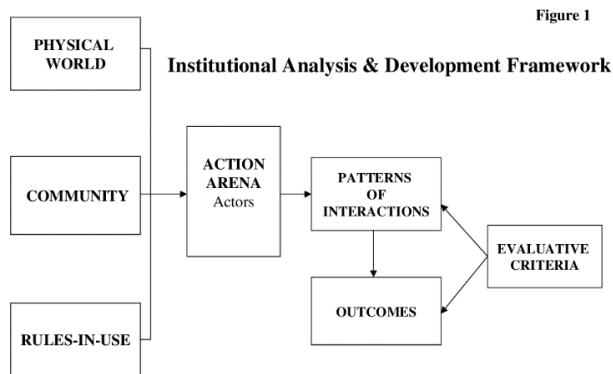 Figure 1
Institutional Analysis & Development Framework
PHYSICAL
WORLD
COMMUNITY
RULES-IN-USE
ACTION
ARENA
Actors
PATTERNS
OF
INTERACTIONS
OUTCOMES
EVALUATIVE
CRITERIA